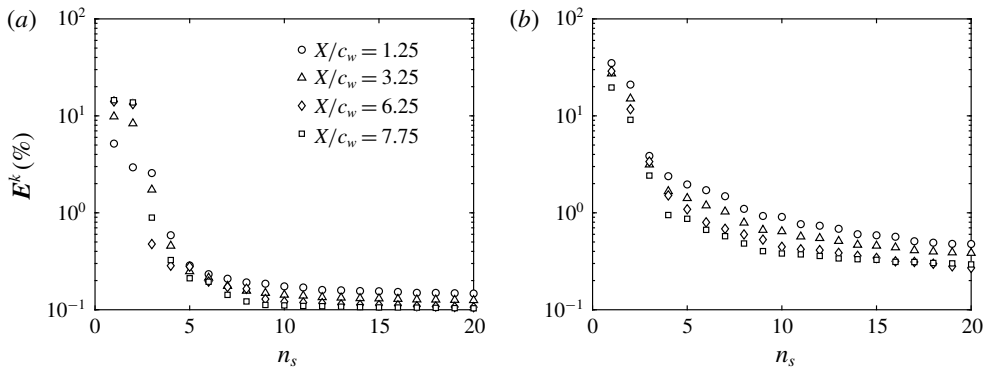 (a)
10^2
10^1
10^0
10^−1
E^k (%)
0
5
10
15
20
n_s
X/c_w = 1.25
X/c_w = 3.25
X/c_w = 6.25
X/c_w = 7.75
(b)
10^2
10^1
10^0
10^−1
0
5
10
15
20
n_s